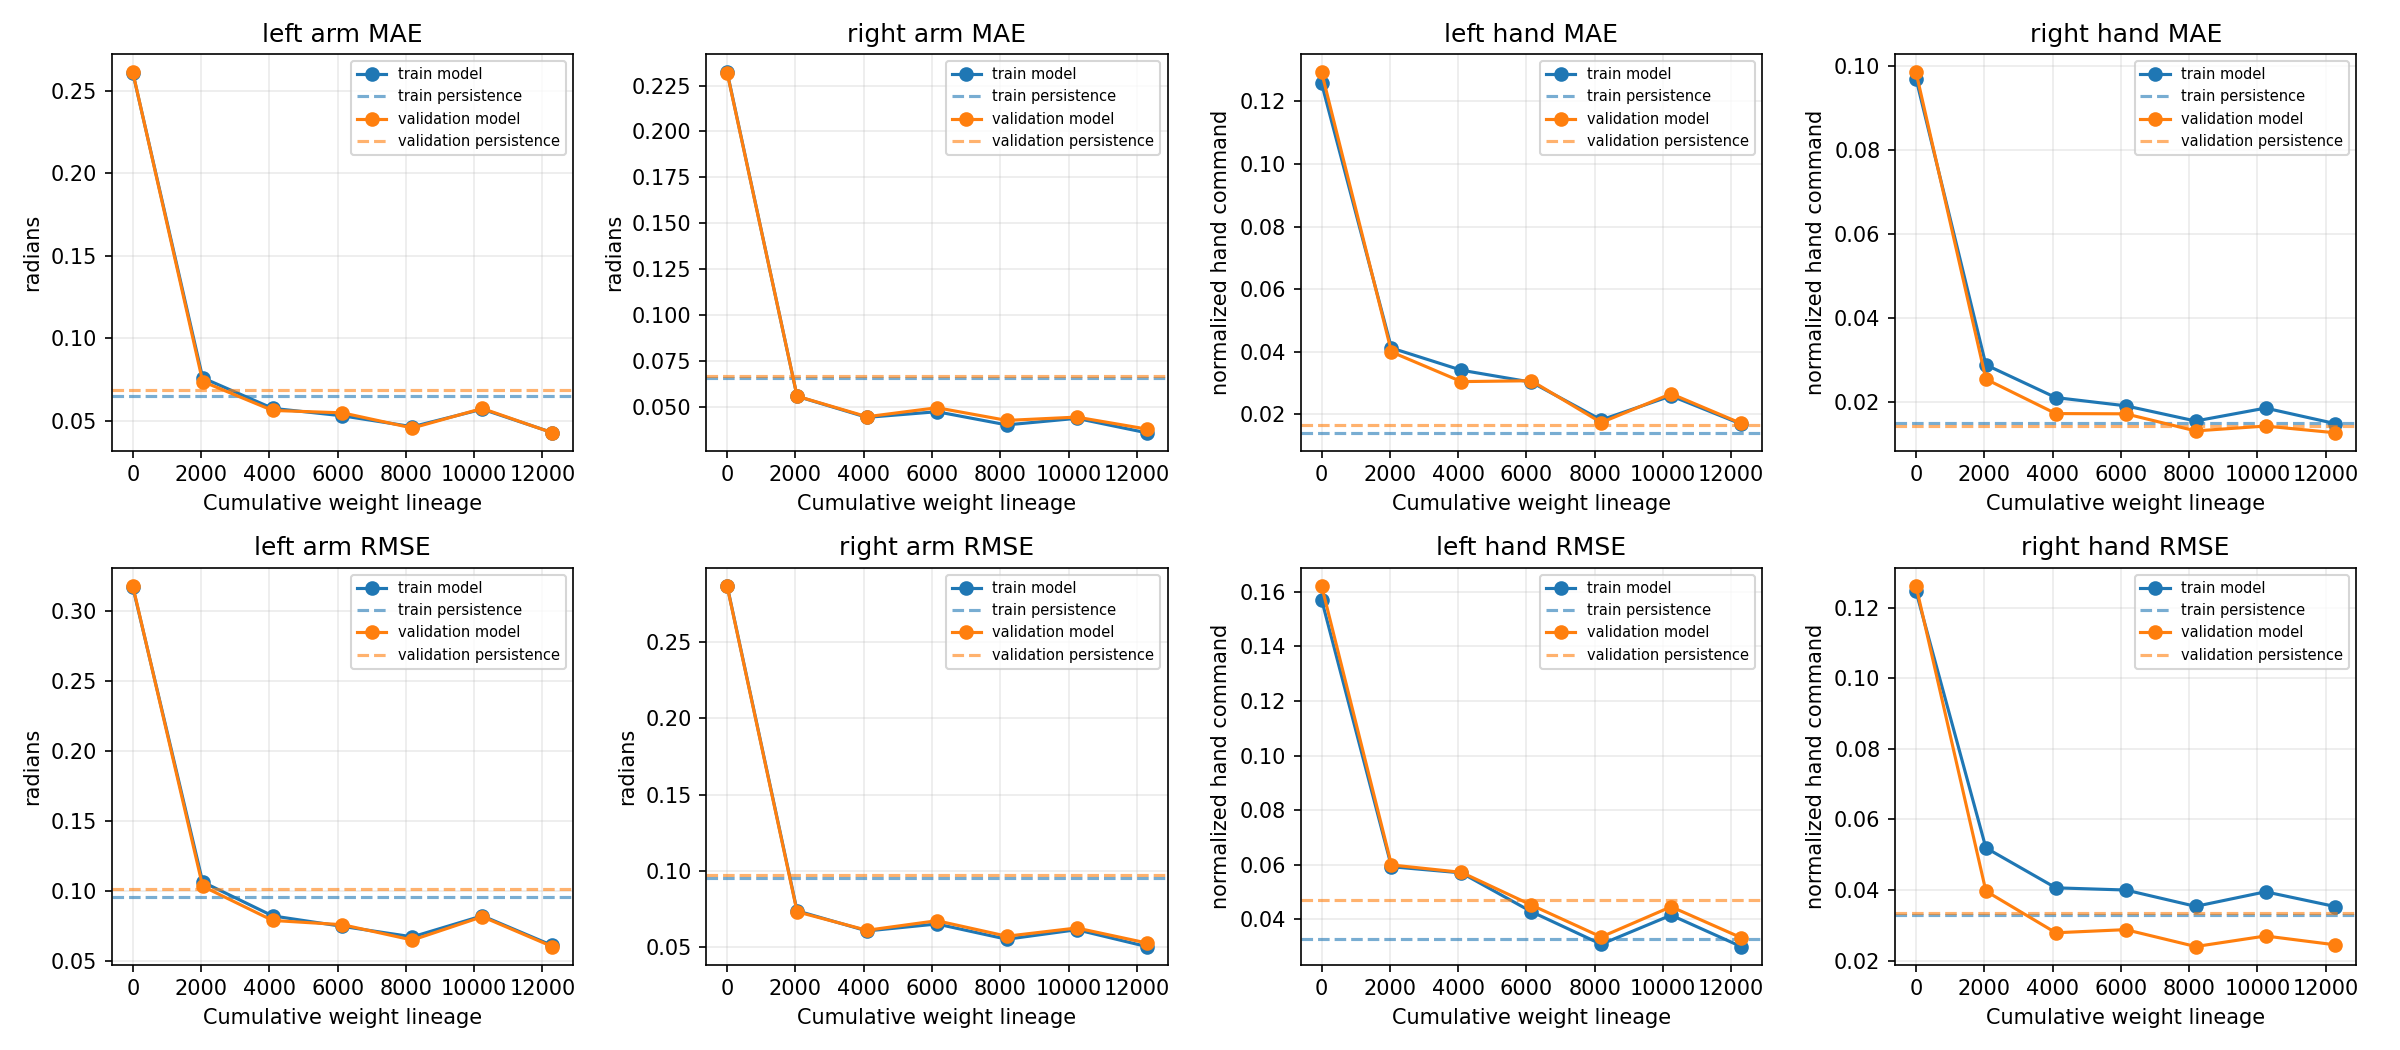 left arm MAE
0.25
0.20
0.15
0.10
0.05
radians
0 2000 4000 6000 8000 10000 12000
Cumulative weight lineage
train model
train persistence
validation model
validation persistence
right arm MAE
0.225
0.200
0.175
0.150
0.125
0.100
0.075
0.050
radians
0 2000 4000 6000 8000 10000 12000
Cumulative weight lineage
train model
train persistence
validation model
validation persistence
left hand MAE
0.12
0.10
0.08
0.06
0.04
0.02
normalized hand command
0 2000 4000 6000 8000 10000 12000
Cumulative weight lineage
train model
train persistence
validation model
validation persistence
right hand MAE
0.10
0.08
0.06
0.04
0.02
normalized hand command
0 2000 4000 6000 8000 10000 12000
Cumulative weight lineage
train model
train persistence
validation model
validation persistence
left arm RMSE
0.30
0.25
0.20
0.15
0.10
0.05
radians
0 2000 4000 6000 8000 10000 12000
Cumulative weight lineage
train model
train persistence
validation model
validation persistence
right arm RMSE
0.25
0.20
0.15
0.10
0.05
radians
0 2000 4000 6000 8000 10000 12000
Cumulative weight lineage
train model
train persistence
validation model
validation persistence
left hand RMSE
0.16
0.14
0.12
0.10
0.08
0.06
0.04
normalized hand command
0 2000 4000 6000 8000 10000 12000
Cumulative weight lineage
train model
train persistence
validation model
validation persistence
right hand RMSE
0.12
0.10
0.08
0.06
0.04
0.02
normalized hand command
0 2000 4000 6000 8000 10000 12000
Cumulative weight lineage
train model
train persistence
validation model
validation persistence